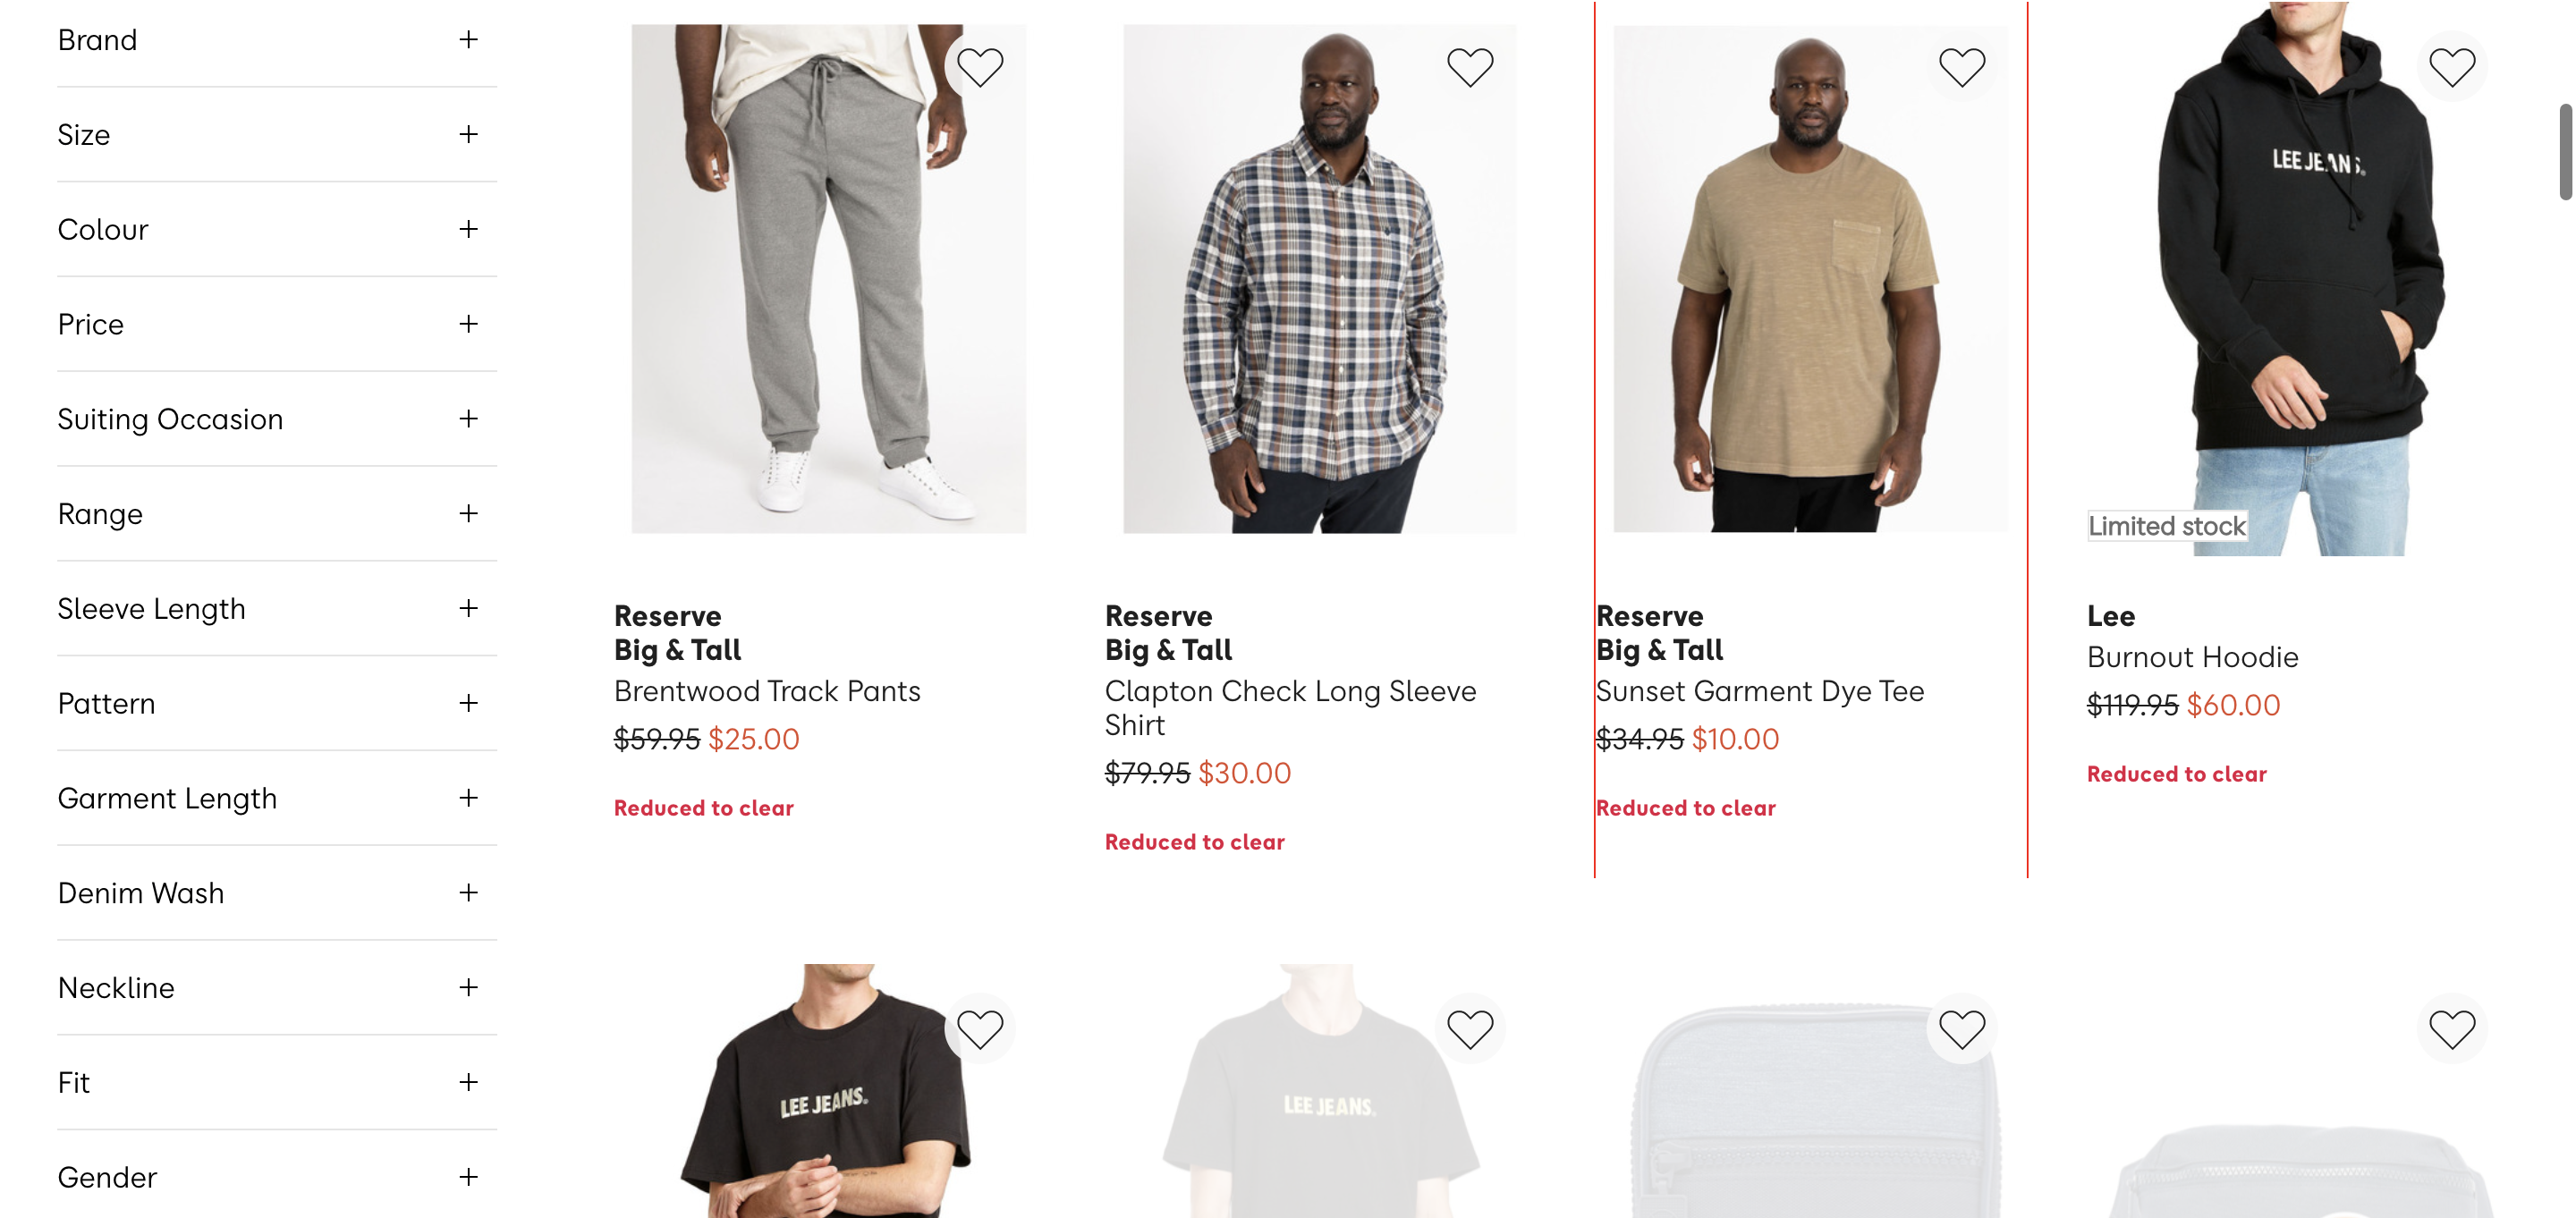 Brand
Size
Colour
Price
Suiting Occasion
Range
Sleeve Length
Pattern
Garment Length
Denim Wash
Neckline
Fit
Gender
Reserve
Big & Tall
Brentwood Track Pants
$59.95 $25.00
Reduced to clear
Reserve
Big & Tall
Clapton Check Long Sleeve
Shirt
$79.95 $30.00
Reduced to clear
Reserve
Big & Tall
Sunset Garment Dye Tee
$34.95 $10.00
Reduced to clear
LEE JEANS®
Limited stock
Lee
Burnout Hoodie
$119.95 $60.00
Reduced to clear
LEE JEANS®
LEE JEANS®